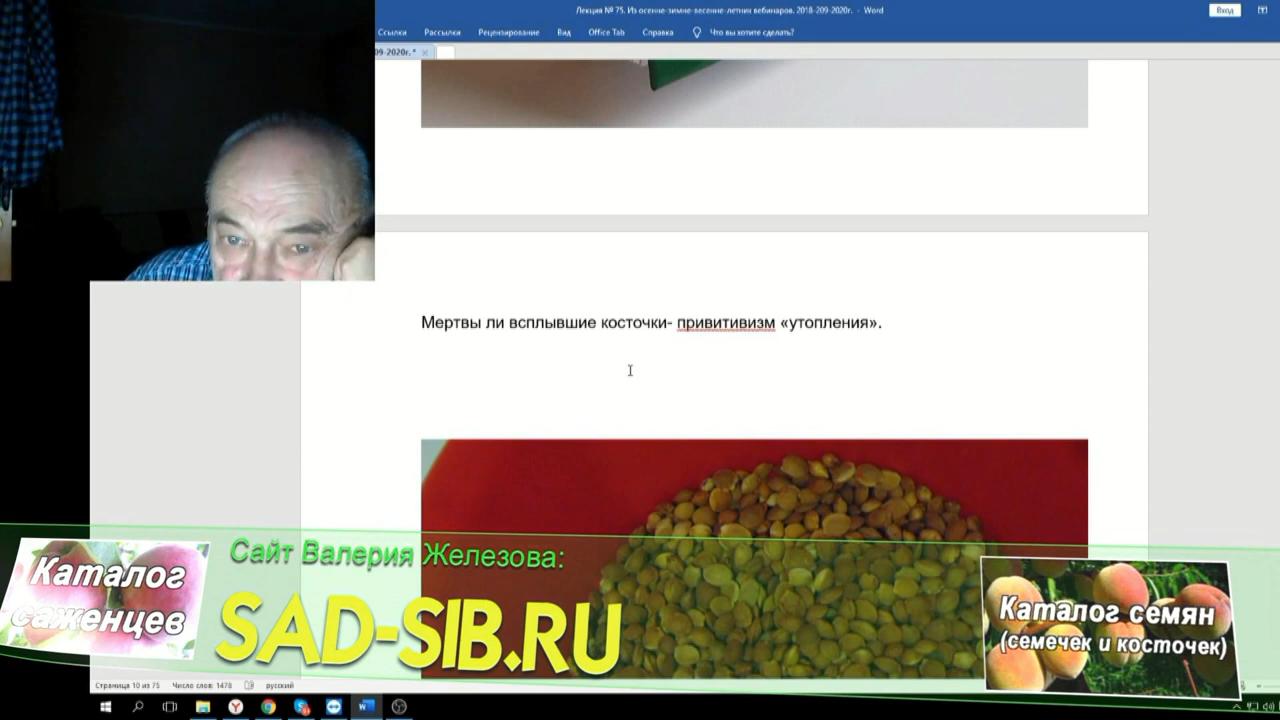 Лекция № 75. Из осенне-зимне-весенне-летних вебинаров. 2018-209-2020г. - Word
Вход
Ссылки Рассылки Рецензирование Вид Office Tab Справка Что вы хотите сделать?
09-2020г. *
Мертвы ли всплывшие косточки- привитивизм «утопления».
Сайт Валерия Железова:
SAD-SIB.RU
Каталог
саженцев
Каталог семян
(семечек и косточек)
Страница 10 из 75 Число слов: 1478 русский